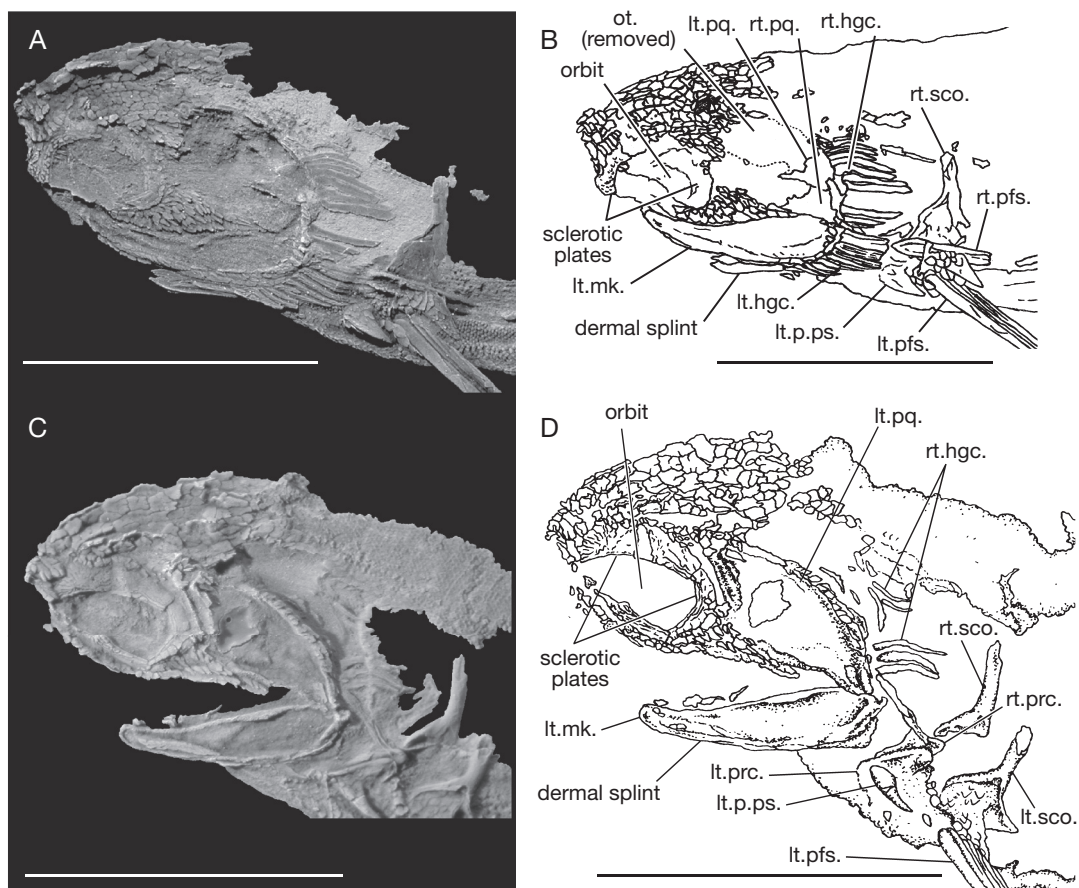 A
B
ot.
(removed)
lt.pq.
rt.pq.
rt.hgc.
orbit
rt.sco.
rt.pfs.
sclerotic
plates
lt.mk.
lt.hgc.
dermal splint
lt.p.ps.
lt.pfs.
C
D
orbit
lt.pq.
rt.hgc.
rt.sco.
sclerotic
plates
rt.prc.
lt.mk.
lt.prc.
dermal splint
lt.p.ps.
lt.sco.
lt.pfs.